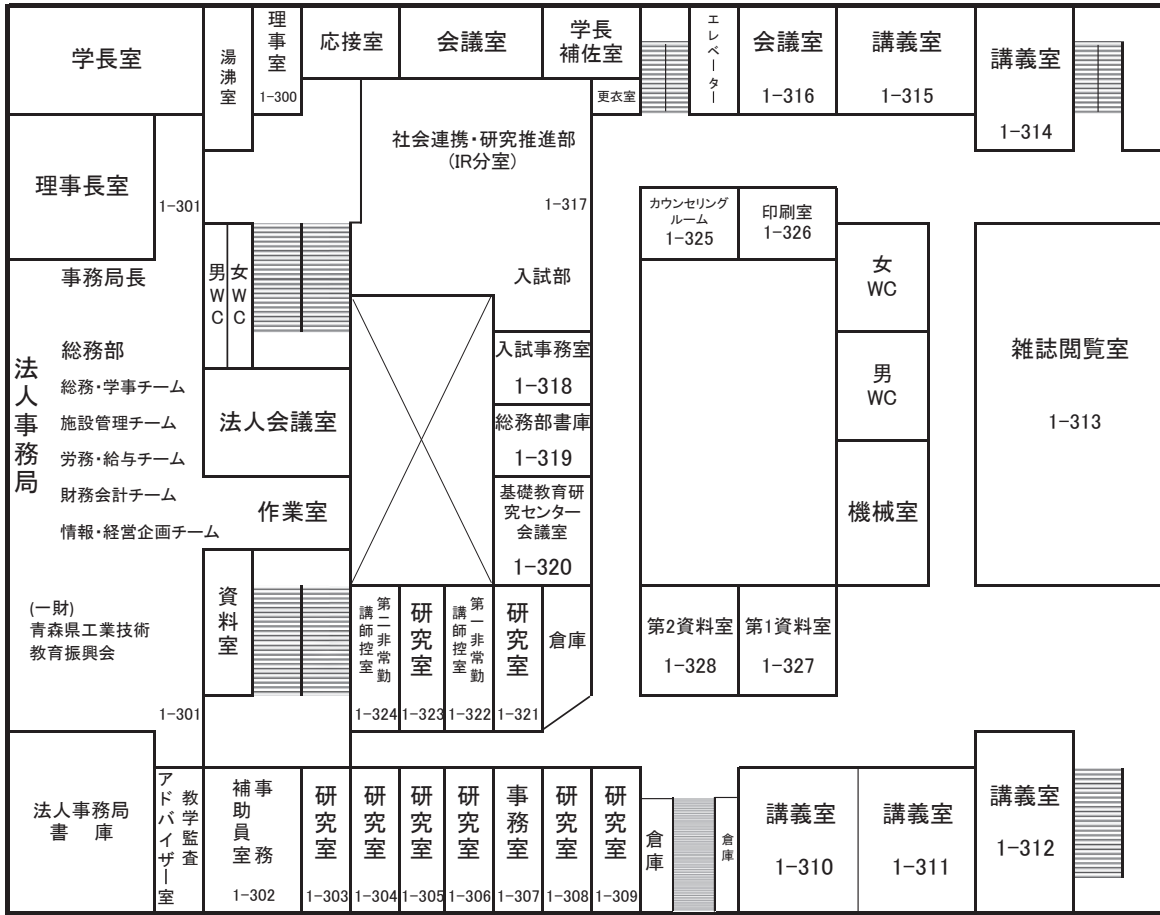 学長室
湯沸室
理事室
1-300
応接室
会議室
学長
補佐室
更衣室
エレベーター
会議室
1-316
講義室
1-315
講義室
1-314
理事長室
1-301
社会連携・研究推進部
(IR分室)
1-317
入試部
カウンセリング
ルーム
1-325
印刷室
1-326
男WC
女WC
女
WC
男
WC
機械室
雑誌閲覧室
1-313
事務局長
法人事務局
総務部
総務・学事チーム
施設管理チーム
労務・給与チーム
財務会計チーム
情報・経営企画チーム
法人会議室
作業室
入試事務室
1-318
総務部書庫
1-319
基礎教育研
究センター
会議室
1-320
(一財)
青森県工業技術
教育振興会
1-301
資料室
第二非常勤
講師控室
1-324
研究室
1-323
第一非常勤
講師控室
1-322
研究室
1-321
倉庫
第2資料室
1-328
第1資料室
1-327
法人事務局
書 庫
教学監査
アドバイザー室
事務
補助員室
1-302
研究室
1-303
研究室
1-304
研究室
1-305
研究室
1-306
事務室
1-307
研究室
1-308
研究室
1-309
倉庫
倉庫
講義室
1-310
講義室
1-311
講義室
1-312